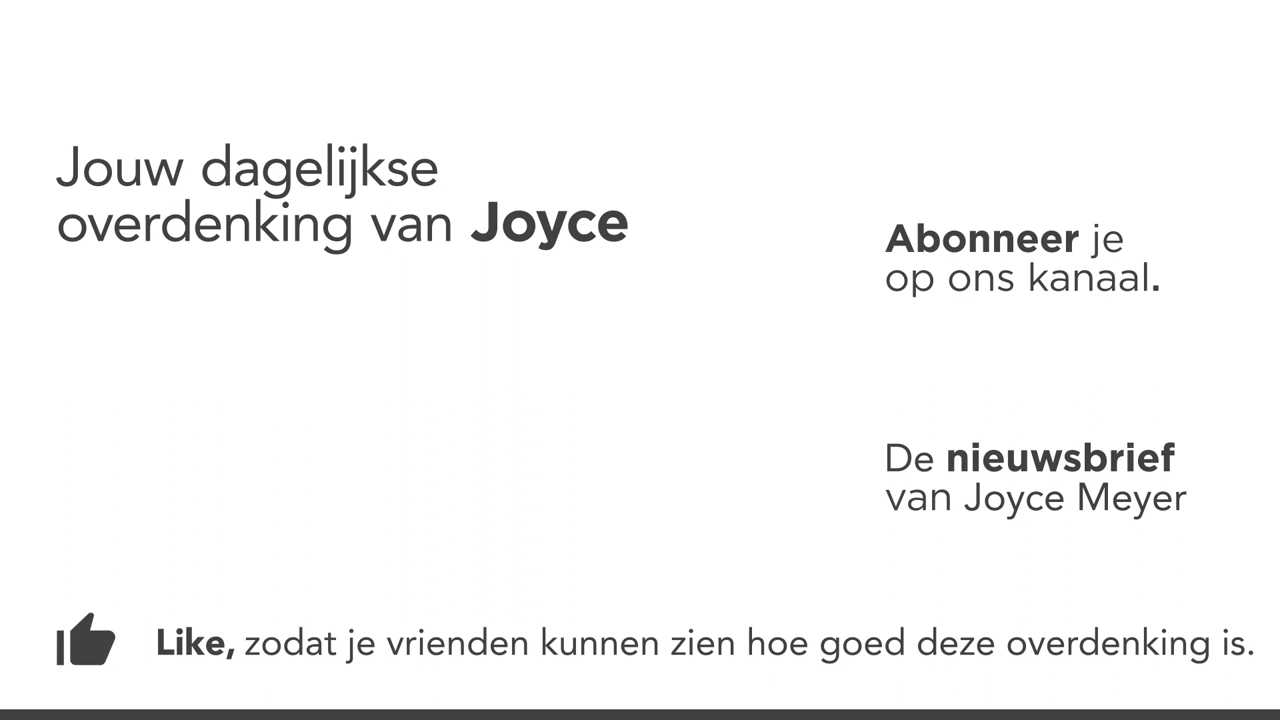 Jouw dagelijkse
overdenking van Joyce
Abonneer je
op ons kanaal.
De nieuwsbrief
van Joyce Meyer
Like, zodat je vrienden kunnen zien hoe goed deze overdenking is.